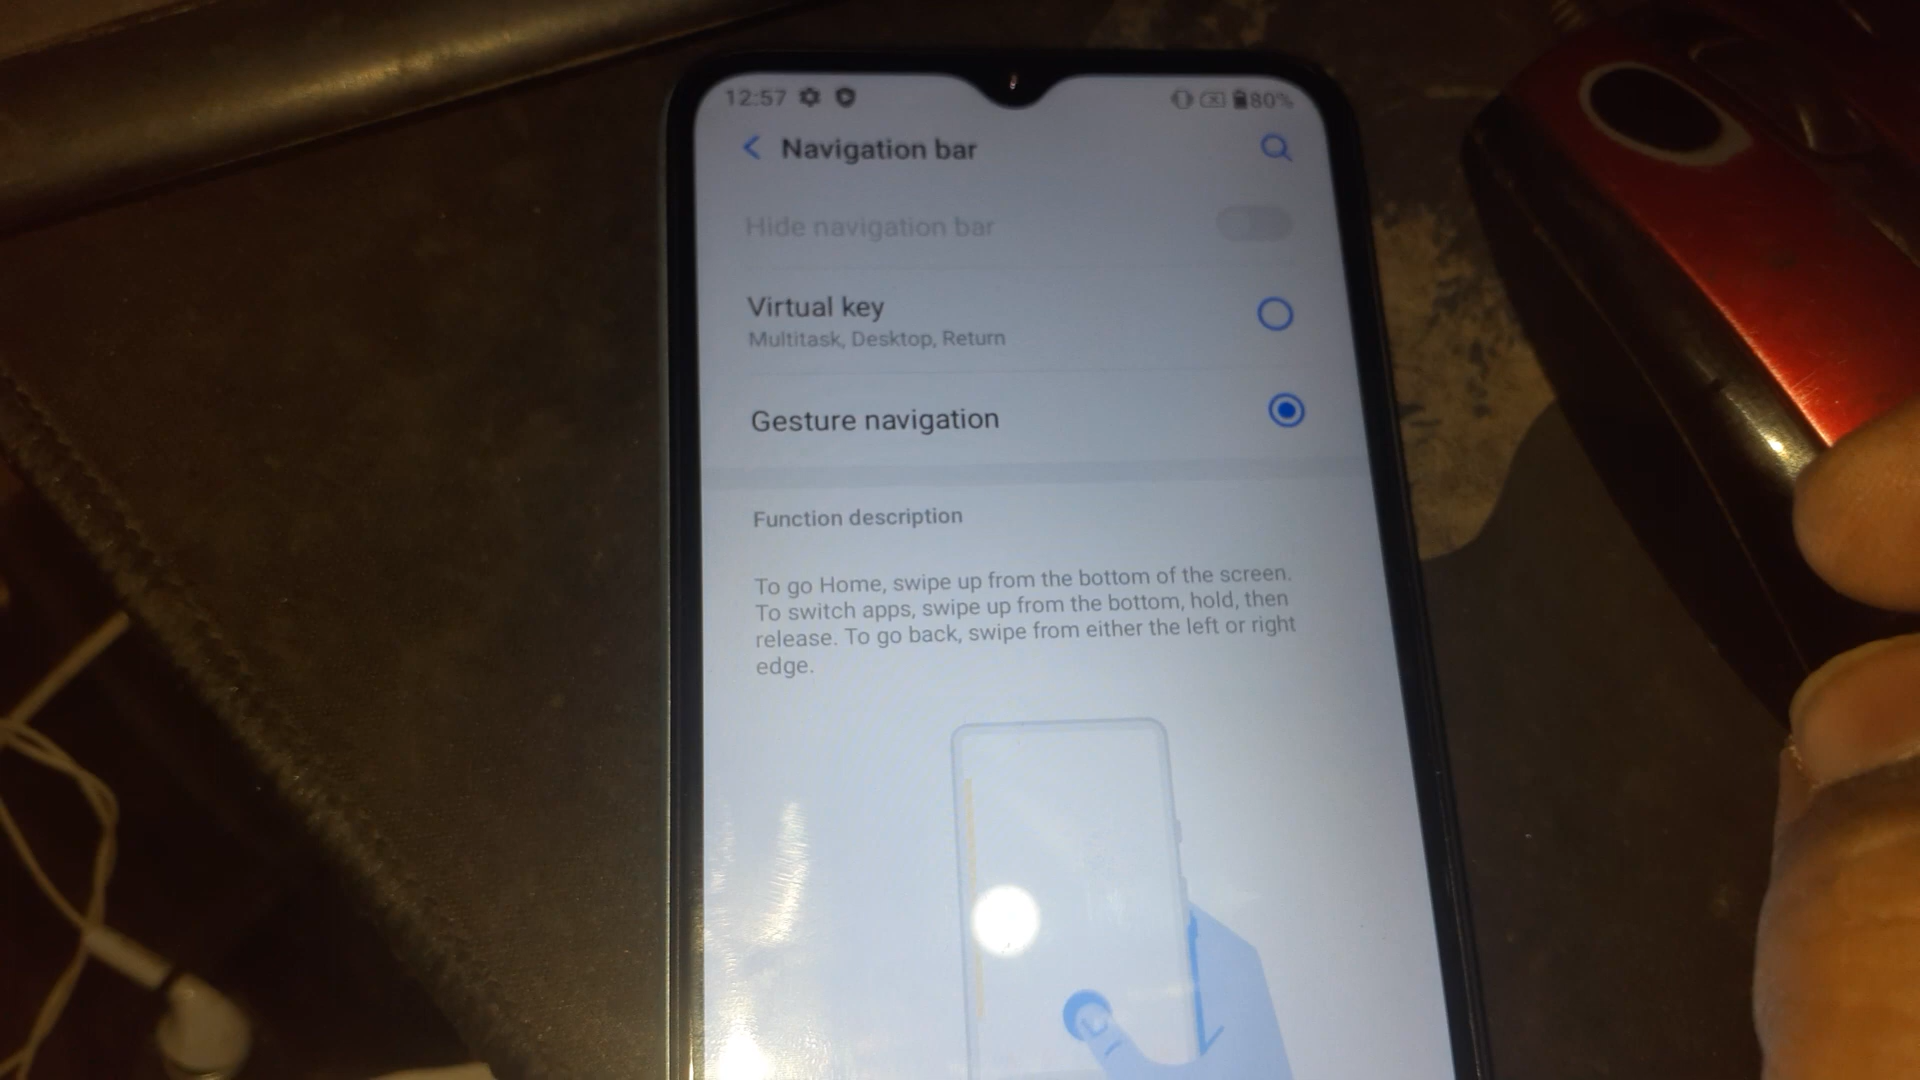 12:57 80%
Navigation bar
Hide navigation bar
Virtual key
Multitask, Desktop, Return
Gesture navigation
Function description
To go Home, swipe up from the bottom of the screen.
To switch apps, swipe up from the bottom, hold, then
release. To go back, swipe from either the left or right
edge.